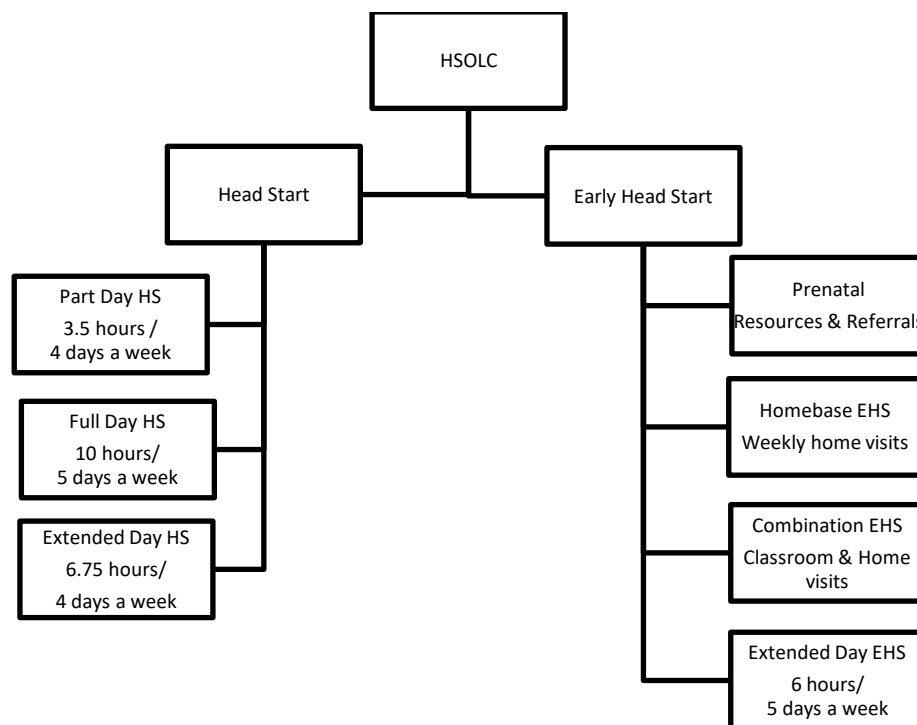 HSOLC
Head Start
Early Head Start
Part Day HS
3.5 hours /
4 days a week
Full Day HS
10 hours/
5 days a week
Extended Day HS
6.75 hours/
4 days a week
Prenatal
Resources & Referrals
Homebase EHS
Weekly home visits
Combination EHS
Classroom & Home
visits
Extended Day EHS
6 hours/
5 days a week